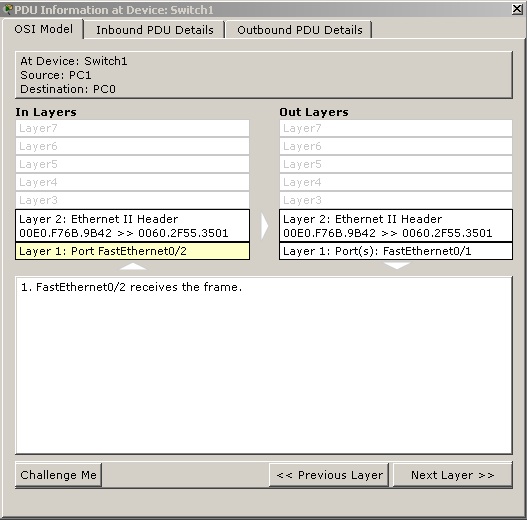 PDU Information at Device: Switch1
OSI Model
Inbound PDU Details
Outbound PDU Details
At Device: Switch1
Source: PC1
Destination: PC0
In Layers
Layer7
Layer6
Layer5
Layer4
Layer3
Layer 2: Ethernet II Header
00E0.F76B.9B42 >> 0060.2F55.3501
Layer 1: Port FastEthernet0/2
Out Layers
Layer7
Layer6
Layer5
Layer4
Layer3
Layer 2: Ethernet II Header
00E0.F76B.9B42 >> 0060.2F55.3501
Layer 1: Port(s): FastEthernet0/1
1. FastEthernet0/2 receives the frame.
Challenge Me
<< Previous Layer
Next Layer >>